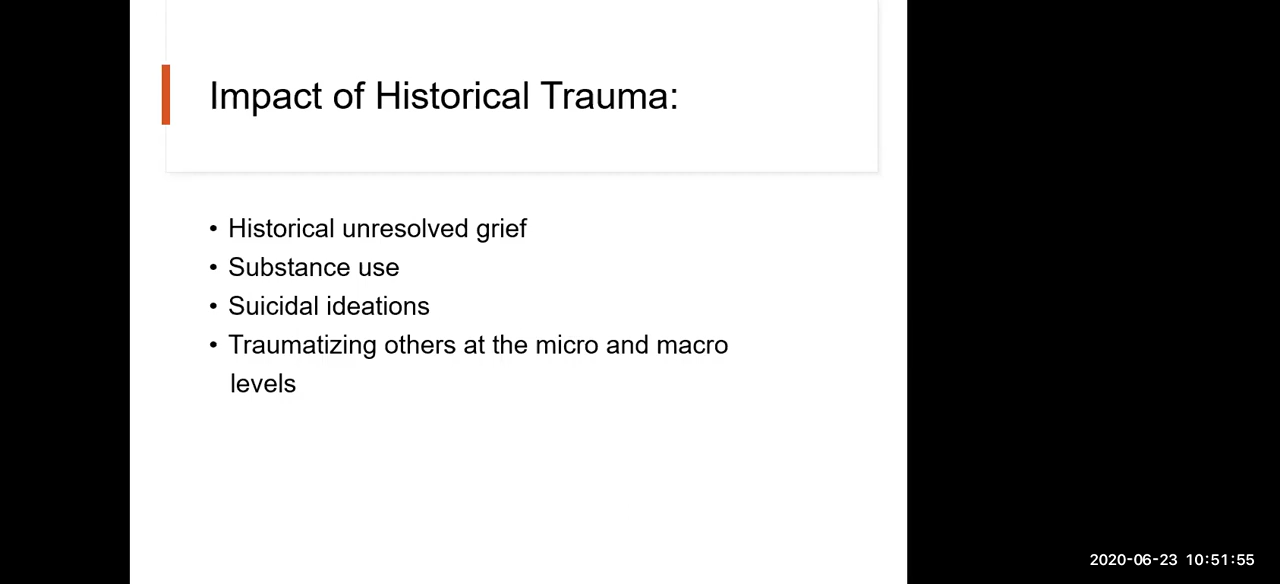 Impact of Historical Trauma:
• Historical unresolved grief
• Substance use
• Suicidal ideations
• Traumatizing others at the micro and macro
levels
2020-06-23 10:51:55